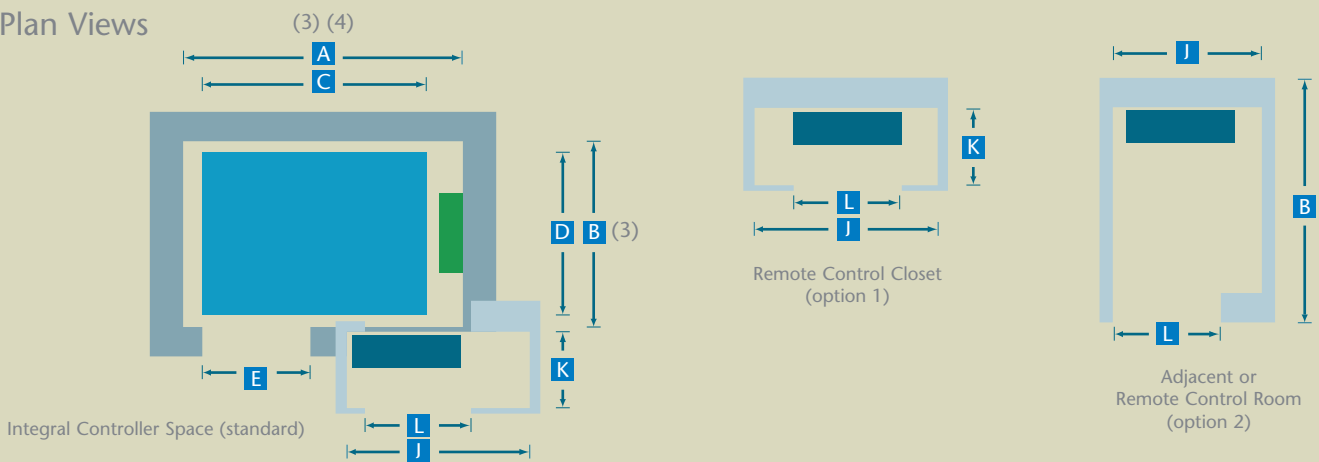 Plan Views
(3) (4)
A
C
D
B (3)
E
K
L
J
Integral Controller Space (standard)
K
L
J
Remote Control Closet
(option 1)
J
B
L
Adjacent or
Remote Control Room
(option 2)